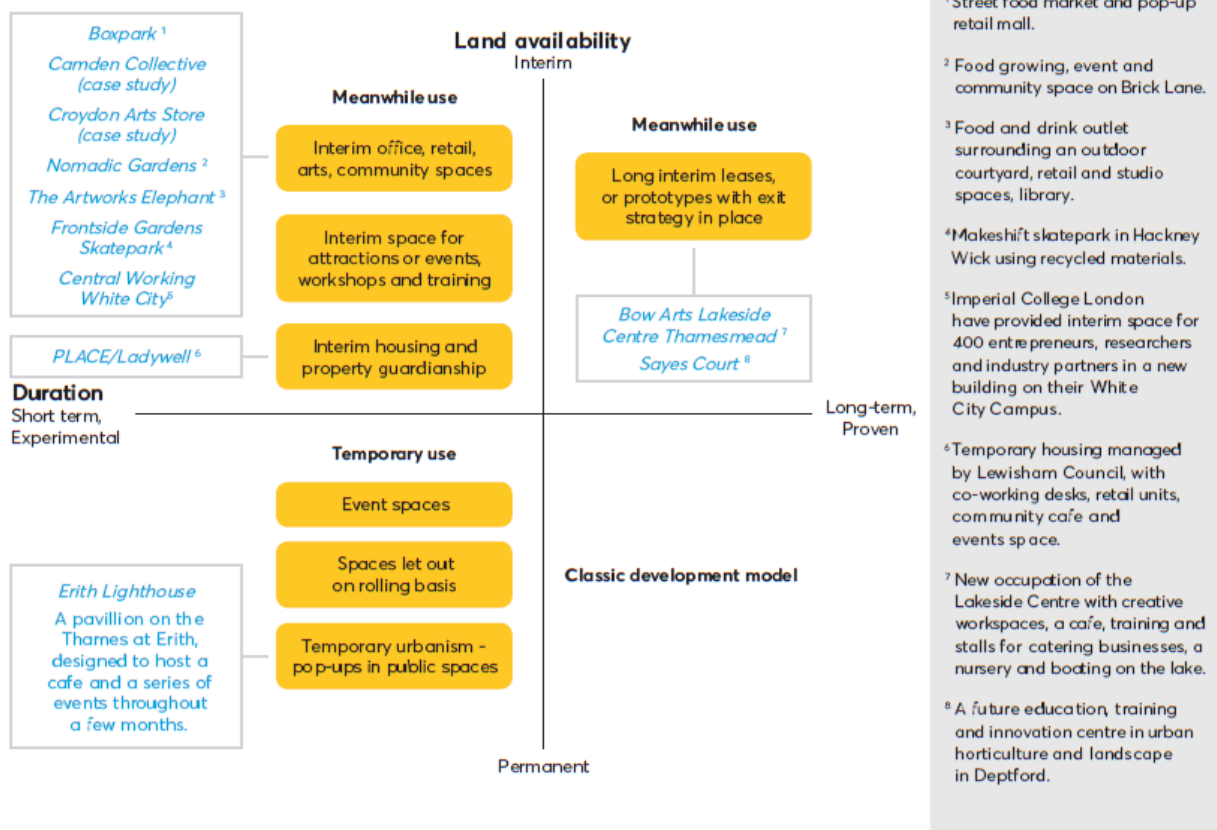 Boxpark ¹
Camden Collective
(case study)
Croydon Arts Store
(case study)
Nomadic Gardens ²
The Artworks Elephant ³
Frontside Gardens
Skatepark ⁴
Central Working
White City⁵
PLACE/Ladywell ⁶
Land availability
Interim
Meanwhile use
Interim office, retail,
arts, community spaces
Interim space for
attractions or events,
workshops and training
Interim housing and
property guardianship
Meanwhile use
Long interim leases,
or prototypes with exit
strategy in place
Bow Arts Lakeside
Centre Thamesmead ⁷
Sayes Court ⁸
Duration
Short term,
Experimental
Long-term,
Proven
Temporary use
Event spaces
Spaces let out
on rolling basis
Temporary urbanism -
pop-ups in public spaces
Classic development model
Erith Lighthouse
A pavillion on the
Thames at Erith,
designed to host a
cafe and a series of
events throughout
a few months.
Permanent
¹ Street food market and pop-up
retail mall.
² Food growing, event and
community space on Brick Lane.
³ Food and drink outlet
surrounding an outdoor
courtyard, retail and studio
spaces, library.
⁴ Makeshift skatepark in Hackney
Wick using recycled materials.
⁵ Imperial College London
have provided interim space for
400 entrepreneurs, researchers
and industry partners in a new
building on their White
City Campus.
⁶ Temporary housing managed
by Lewisham Council, with
co-working desks, retail units,
community cafe and
events space.
⁷ New occupation of the
Lakeside Centre with creative
workspaces, a cafe, training and
stalls for catering businesses, a
nursery and boating on the lake.
⁸ A future education, training
and innovation centre in urban
horticulture and landscape
in Deptford.